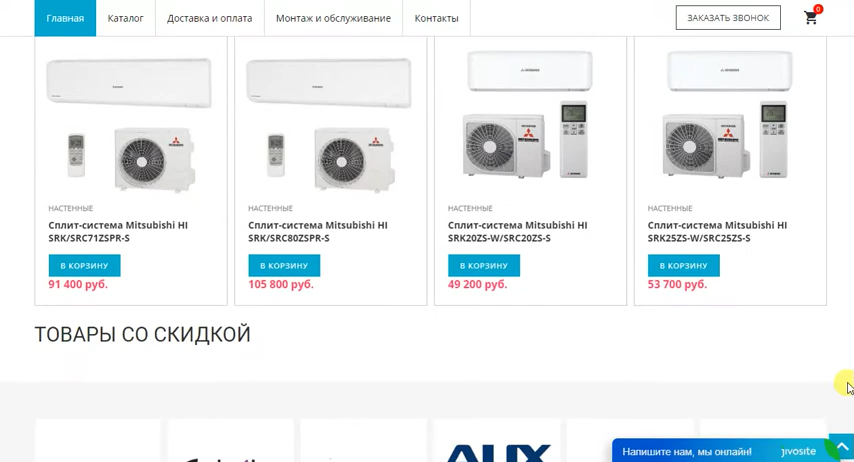 Главная Каталог Доставка и оплата Монтаж и обслуживание Контакты ЗАКАЗАТЬ ЗВОНОК 0
НАСТЕННЫЕ
Сплит-система Mitsubishi HI
SRK/SRC71ZSPR-S
В КОРЗИНУ
91 400 руб.
НАСТЕННЫЕ
Сплит-система Mitsubishi HI
SRK/SRC80ZSPR-S
В КОРЗИНУ
105 800 руб.
НАСТЕННЫЕ
Сплит-система Mitsubishi HI
SRK20ZS-W/SRC20ZS-S
В КОРЗИНУ
49 200 руб.
НАСТЕННЫЕ
Сплит-система Mitsubishi HI
SRK25ZS-W/SRC25ZS-S
В КОРЗИНУ
53 700 руб.
ТОВАРЫ СО СКИДКОЙ
AUX
Напишите нам, мы онлайн! jivosite